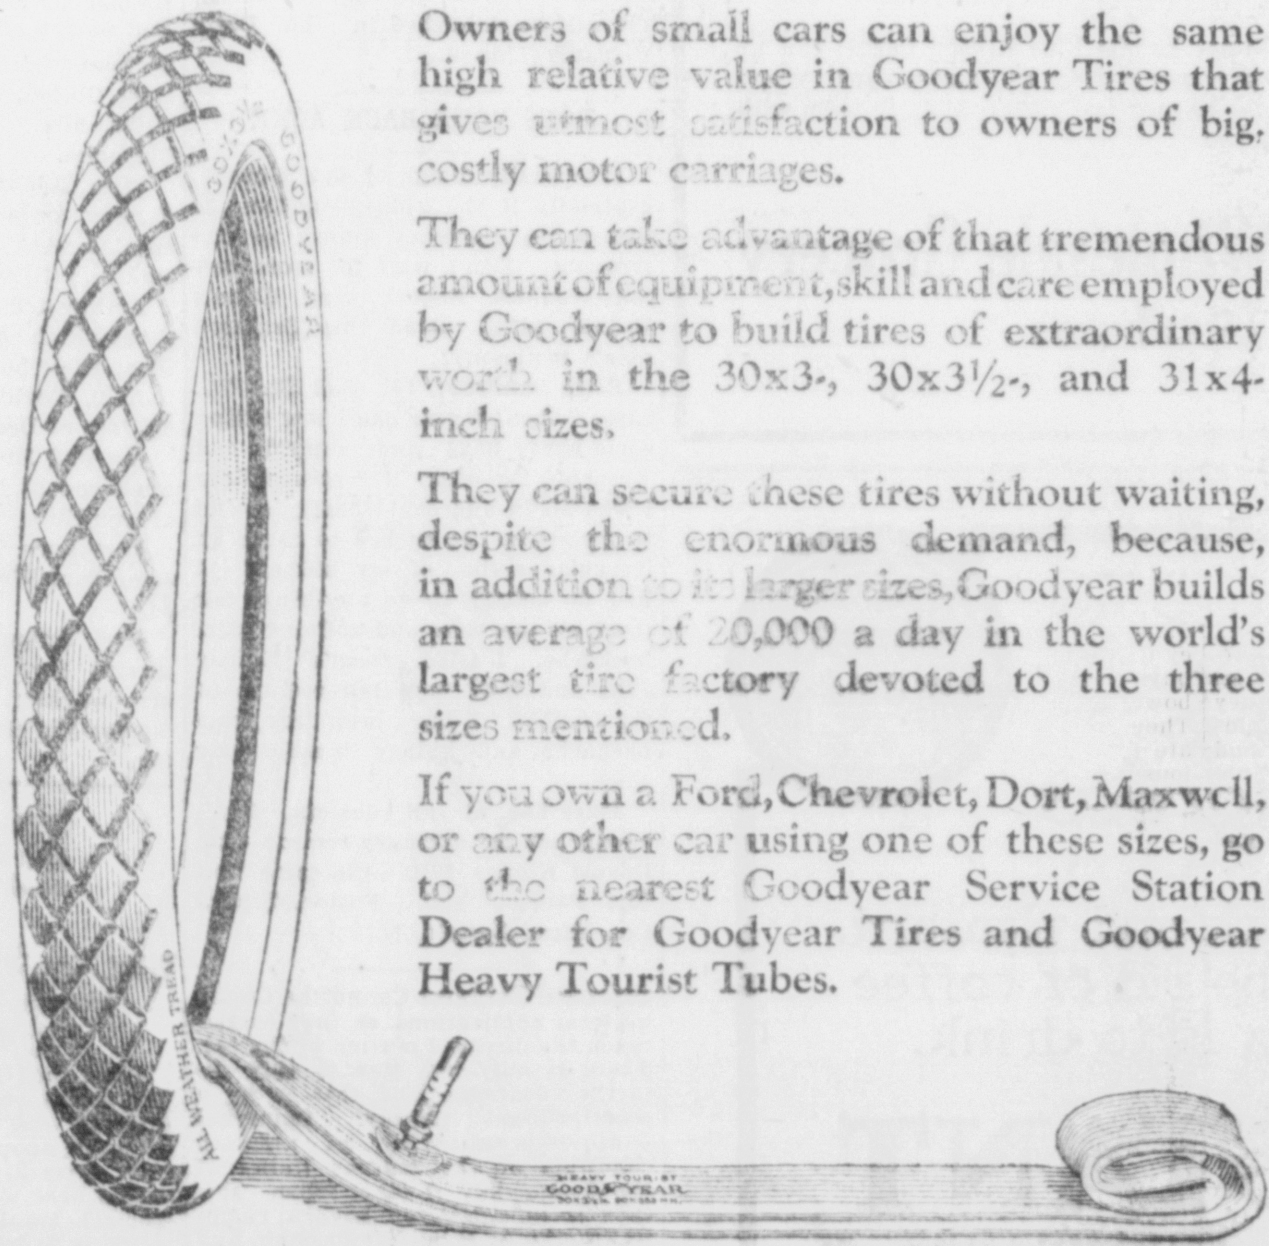 Owners of small cars can enjoy the same
high relative value in Goodyear Tires that
gives utmost satisfaction to owners of big,
costly motor carriages.
They can take advantage of that tremendous
amount of equipment, skill and care employed
by Goodyear to build tires of extraordinary
worth in the 30x3-, 30x3½-, and 31x4-
inch sizes.
They can secure these tires without waiting,
despite the enormous demand, because,
in addition to its larger sizes, Goodyear builds
an average of 20,000 a day in the world's
largest tire factory devoted to the three
sizes mentioned.
If you own a Ford, Chevrolet, Dort, Maxwell,
or any other car using one of these sizes, go
to the nearest Goodyear Service Station
Dealer for Goodyear Tires and Goodyear
Heavy Tourist Tubes.
GOODYEAR
ALL WEATHER TREAD
HEAVY TOURIST
GOODYEAR